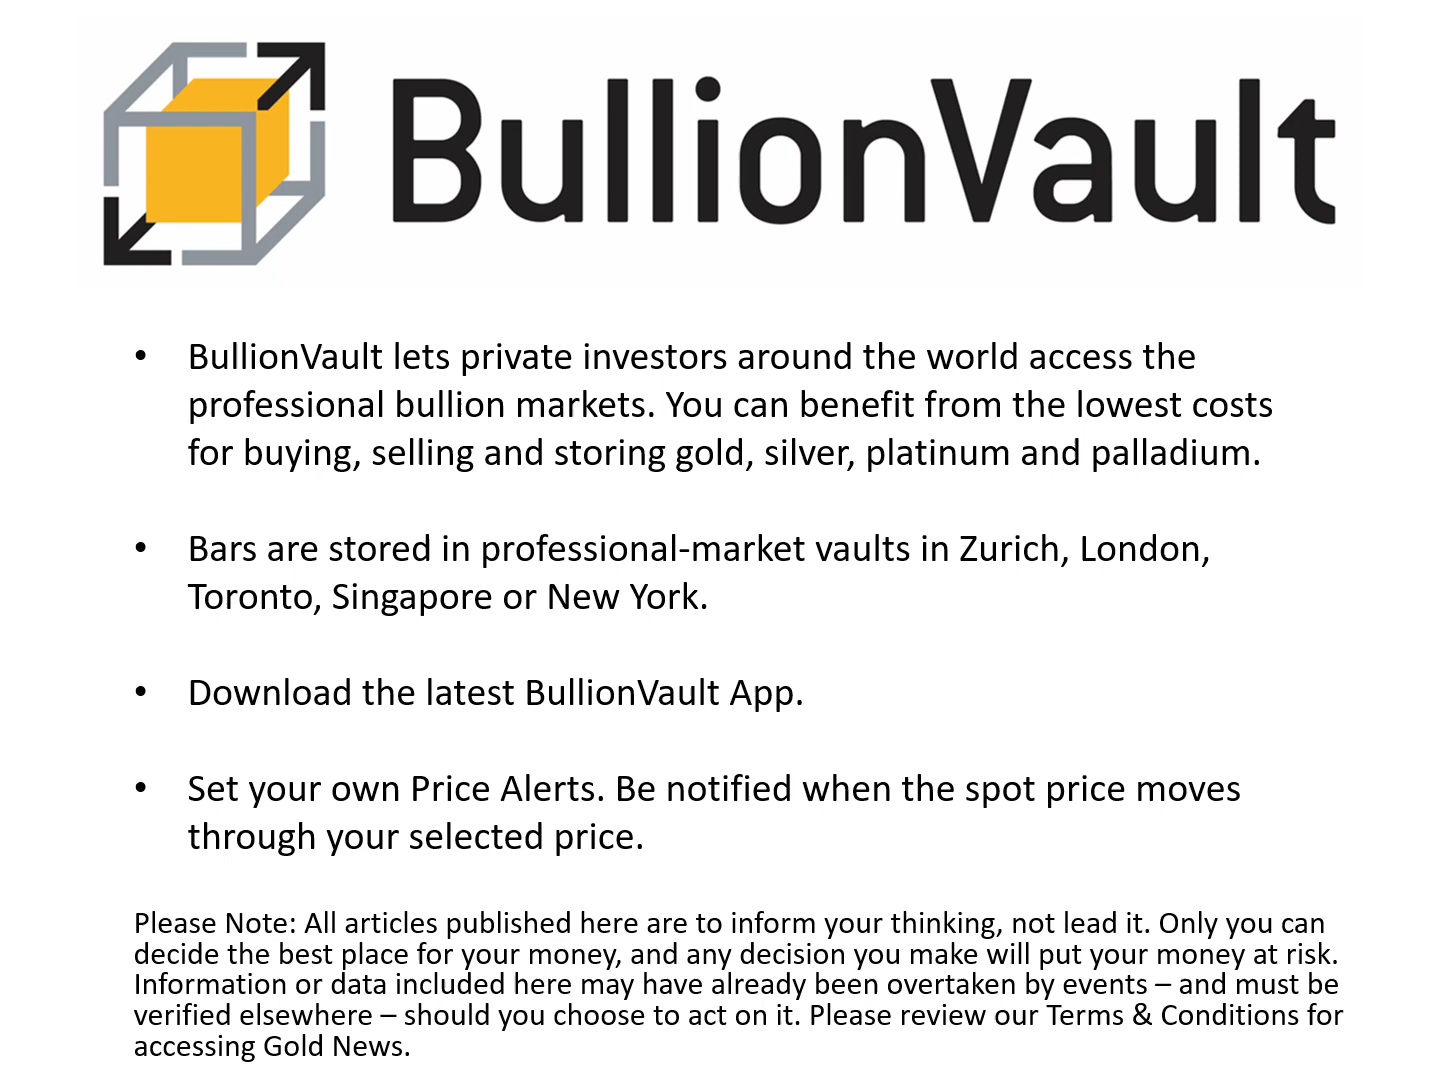 BullionVault
• BullionVault lets private investors around the world access the
professional bullion markets. You can benefit from the lowest costs
for buying, selling and storing gold, silver, platinum and palladium.
• Bars are stored in professional-market vaults in Zurich, London,
Toronto, Singapore or New York.
• Download the latest BullionVault App.
• Set your own Price Alerts. Be notified when the spot price moves
through your selected price.
Please Note: All articles published here are to inform your thinking, not lead it. Only you can
decide the best place for your money, and any decision you make will put your money at risk.
Information or data included here may have already been overtaken by events – and must be
verified elsewhere – should you choose to act on it. Please review our Terms & Conditions for
accessing Gold News.